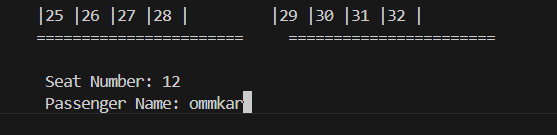 |25 |26 |27 |28 | |29 |30 |31 |32 |
======================= =======================
Seat Number: 12
Passenger Name: ommkar